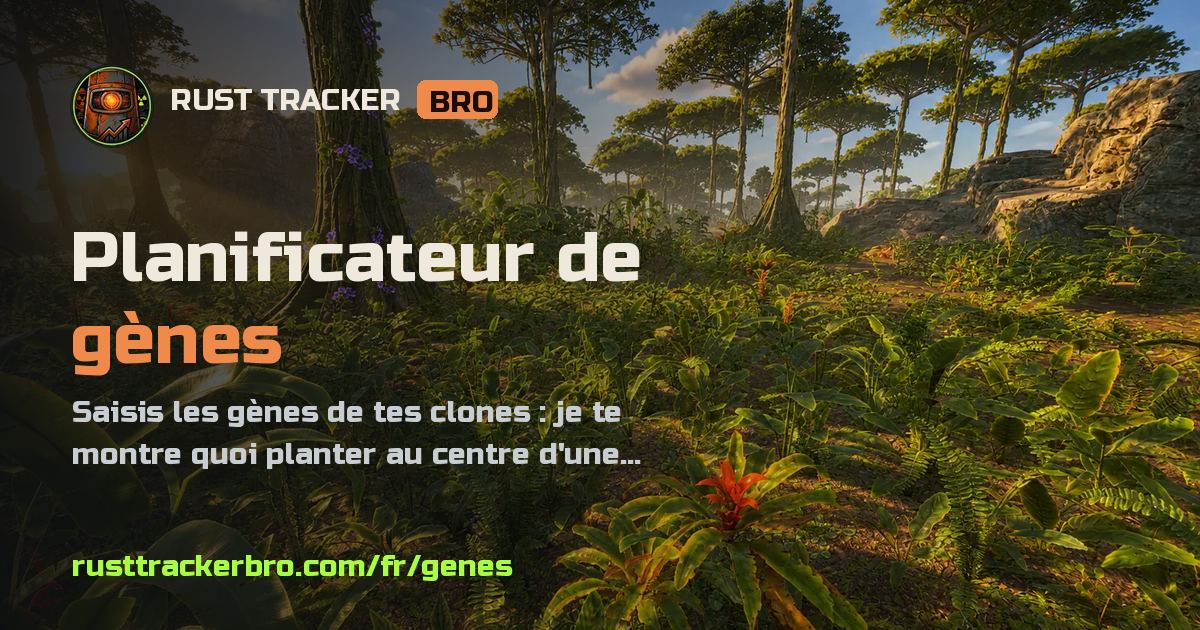 RUST TRACKER BRO
Planificateur de
gènes
Saisis les gènes de tes clones : je te
montre quoi planter au centre d'une...
rusttrackerbro.com/fr/genes